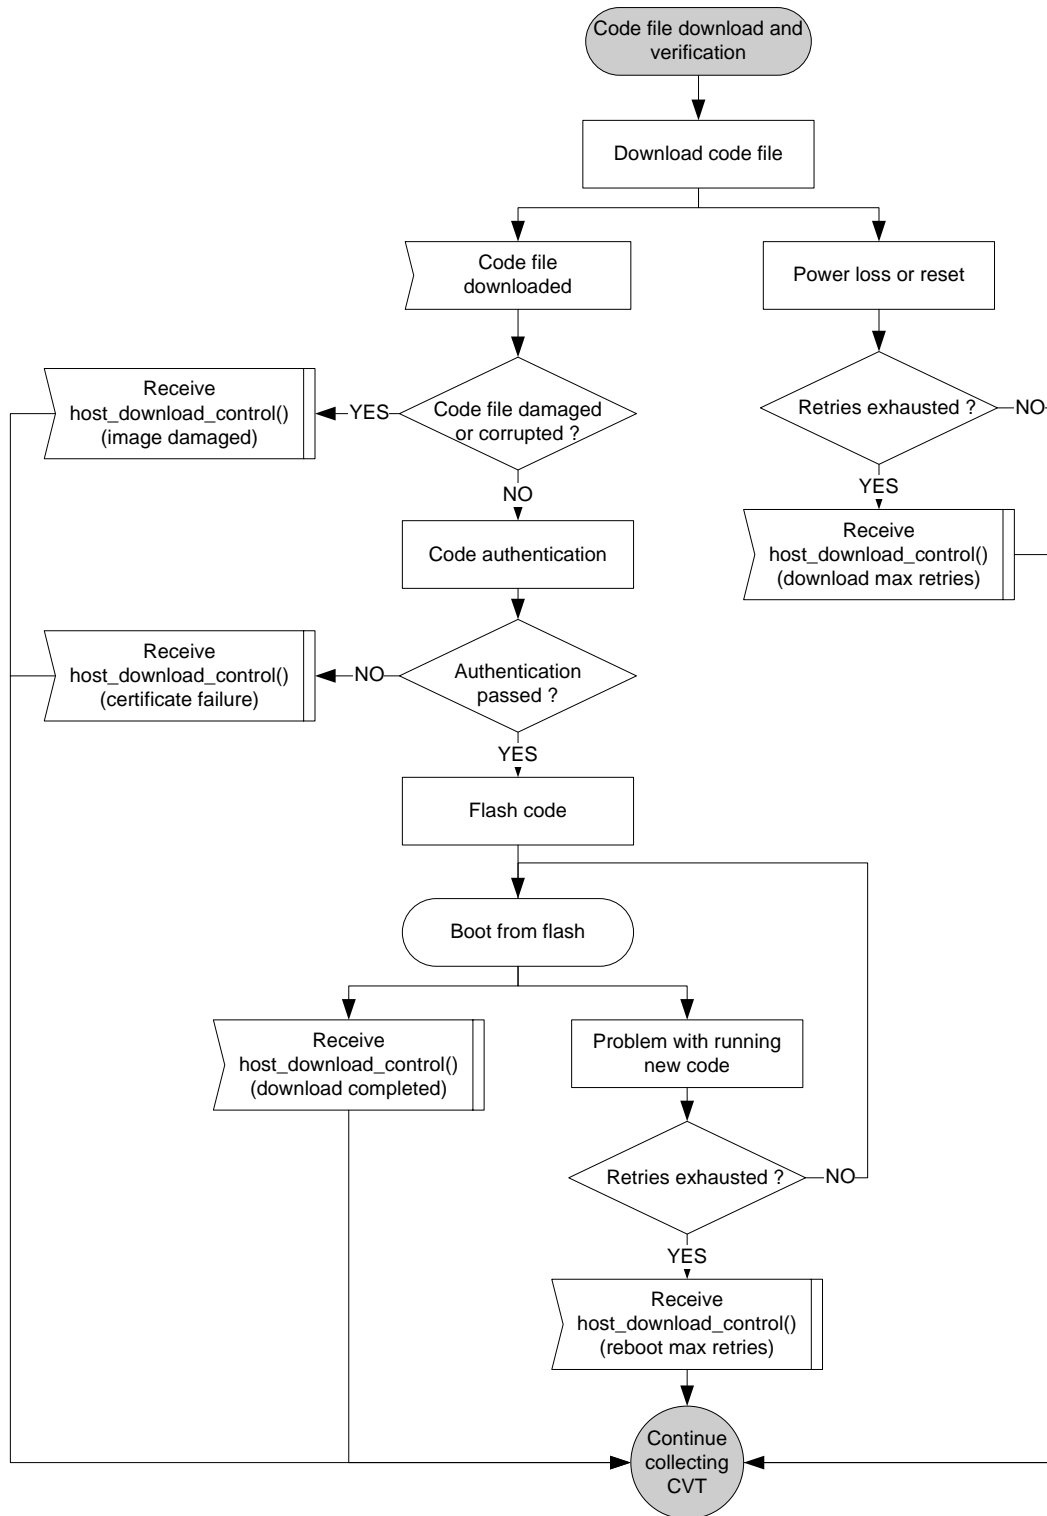 Code file download and
verification
Download code file
Code file
downloaded
Power loss or reset
Receive
host_download_control()
(image damaged)
YES
Code file damaged
or corrupted ?
Retries exhausted ?
NO
NO
YES
Code authentication
Receive
host_download_control()
(download max retries)
Receive
host_download_control()
(certificate failure)
NO
Authentication
passed ?
YES
Flash code
Boot from flash
Receive
host_download_control()
(download completed)
Problem with running
new code
Retries exhausted ?
NO
YES
Receive
host_download_control()
(reboot max retries)
Continue
collecting
CVT